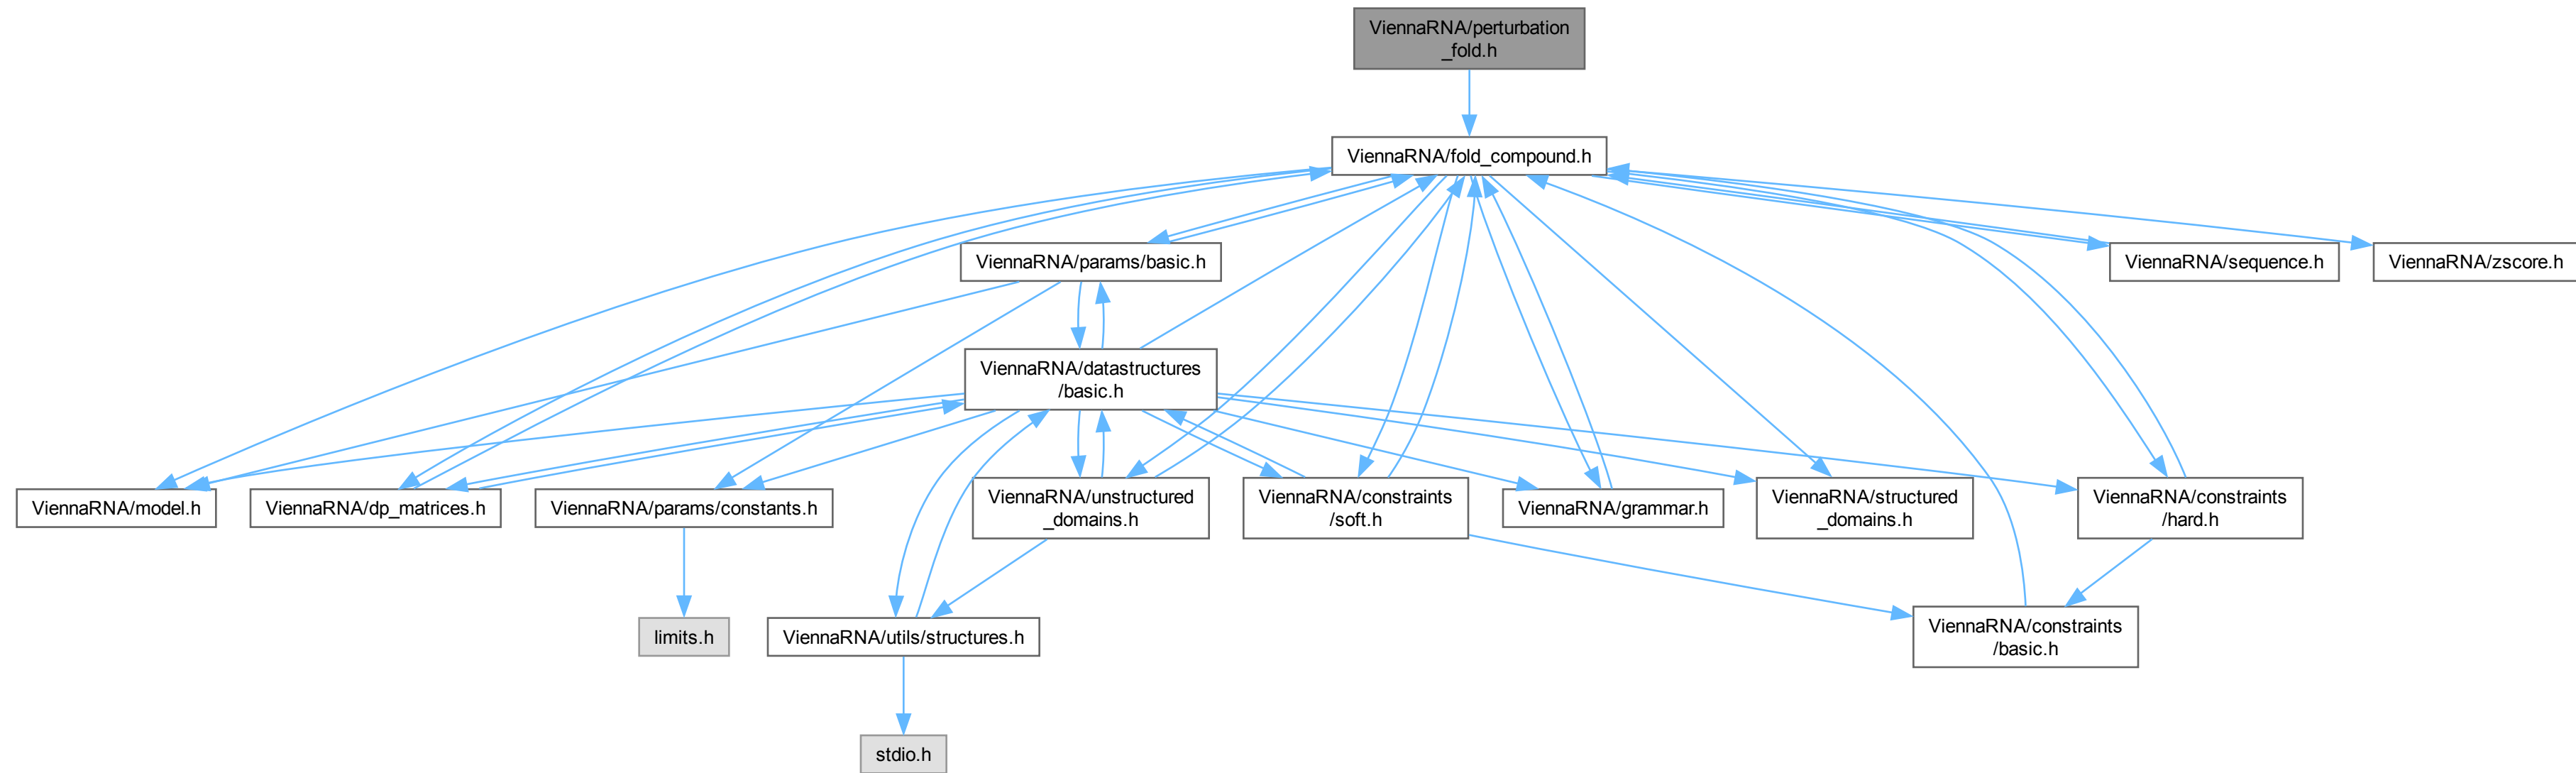 ViennaRNA/perturbation
_fold.h
ViennaRNA/fold_compound.h
ViennaRNA/params/basic.h
ViennaRNA/sequence.h
ViennaRNA/zscore.h
ViennaRNA/datastructures
/basic.h
ViennaRNA/model.h
ViennaRNA/dp_matrices.h
ViennaRNA/params/constants.h
ViennaRNA/unstructured
_domains.h
ViennaRNA/constraints
/soft.h
ViennaRNA/grammar.h
ViennaRNA/structured
_domains.h
ViennaRNA/constraints
/hard.h
limits.h
ViennaRNA/utils/structures.h
ViennaRNA/constraints
/basic.h
stdio.h